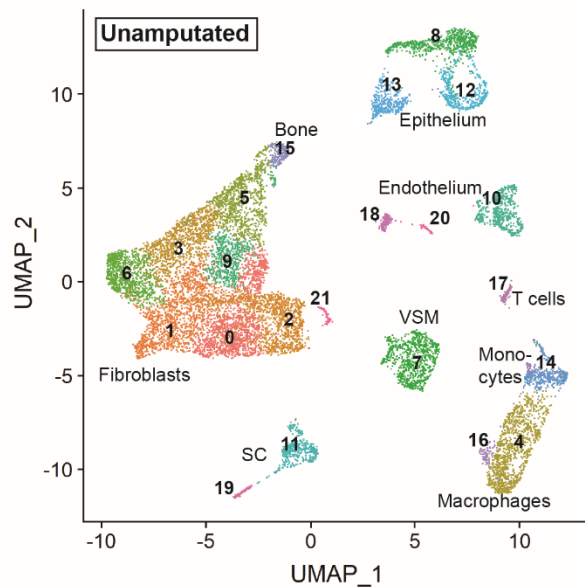 Unamputated
8
13
12
Epithelium
Bone
15
5
Endothelium
10
18
20
3
9
6
17
T cells
21
VSM
1
0
2
7
Mono-
cytes
14
Fibroblasts
11
SC
16
4
19
Macrophages
UMAP_2
10
5
0
-5
-10
-10
-5
0
5
10
UMAP_1